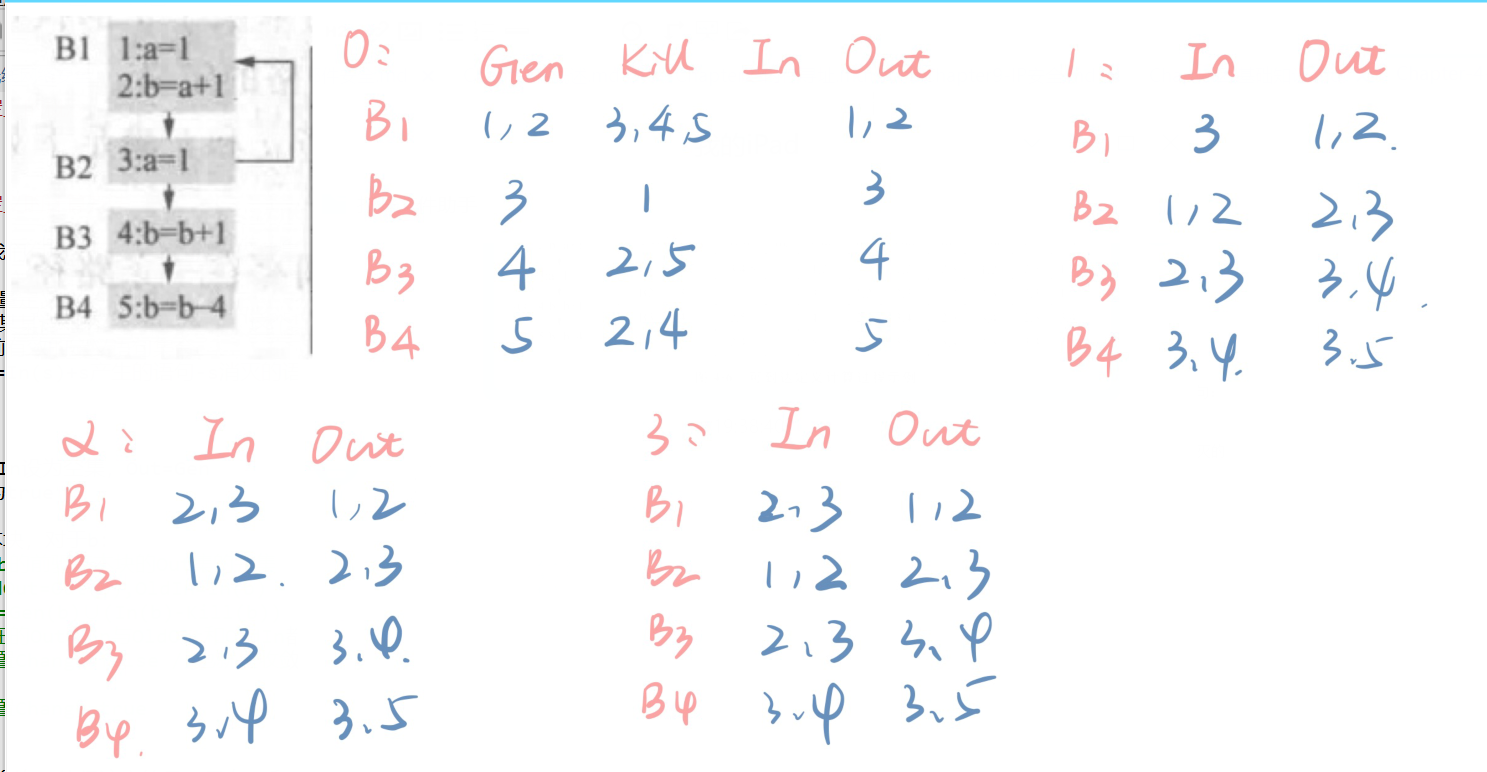 B1 1:a=1
2:b=a+1
B2 3:a=1
B3 4:b=b+1
B4 5:b=b-4
0: Gen Kill In Out
B1 1,2 3,4,5 1,2
B2 3 1 3
B3 4 2,5 4
B4 5 2,4 5
1: In Out
B1 3 1,2.
B2 1,2 2,3
B3 2,3 3,4.
B4 3,4. 3.5
2: In Out
B1 2,3 1,2
B2 1,2. 2,3
B3 2,3 3.4.
B4. 3,4 3.5
3: In Out
B1 2,3 1,2
B2 1,2 2,3
B3 2,3 3,4
B4 3,4 3,5